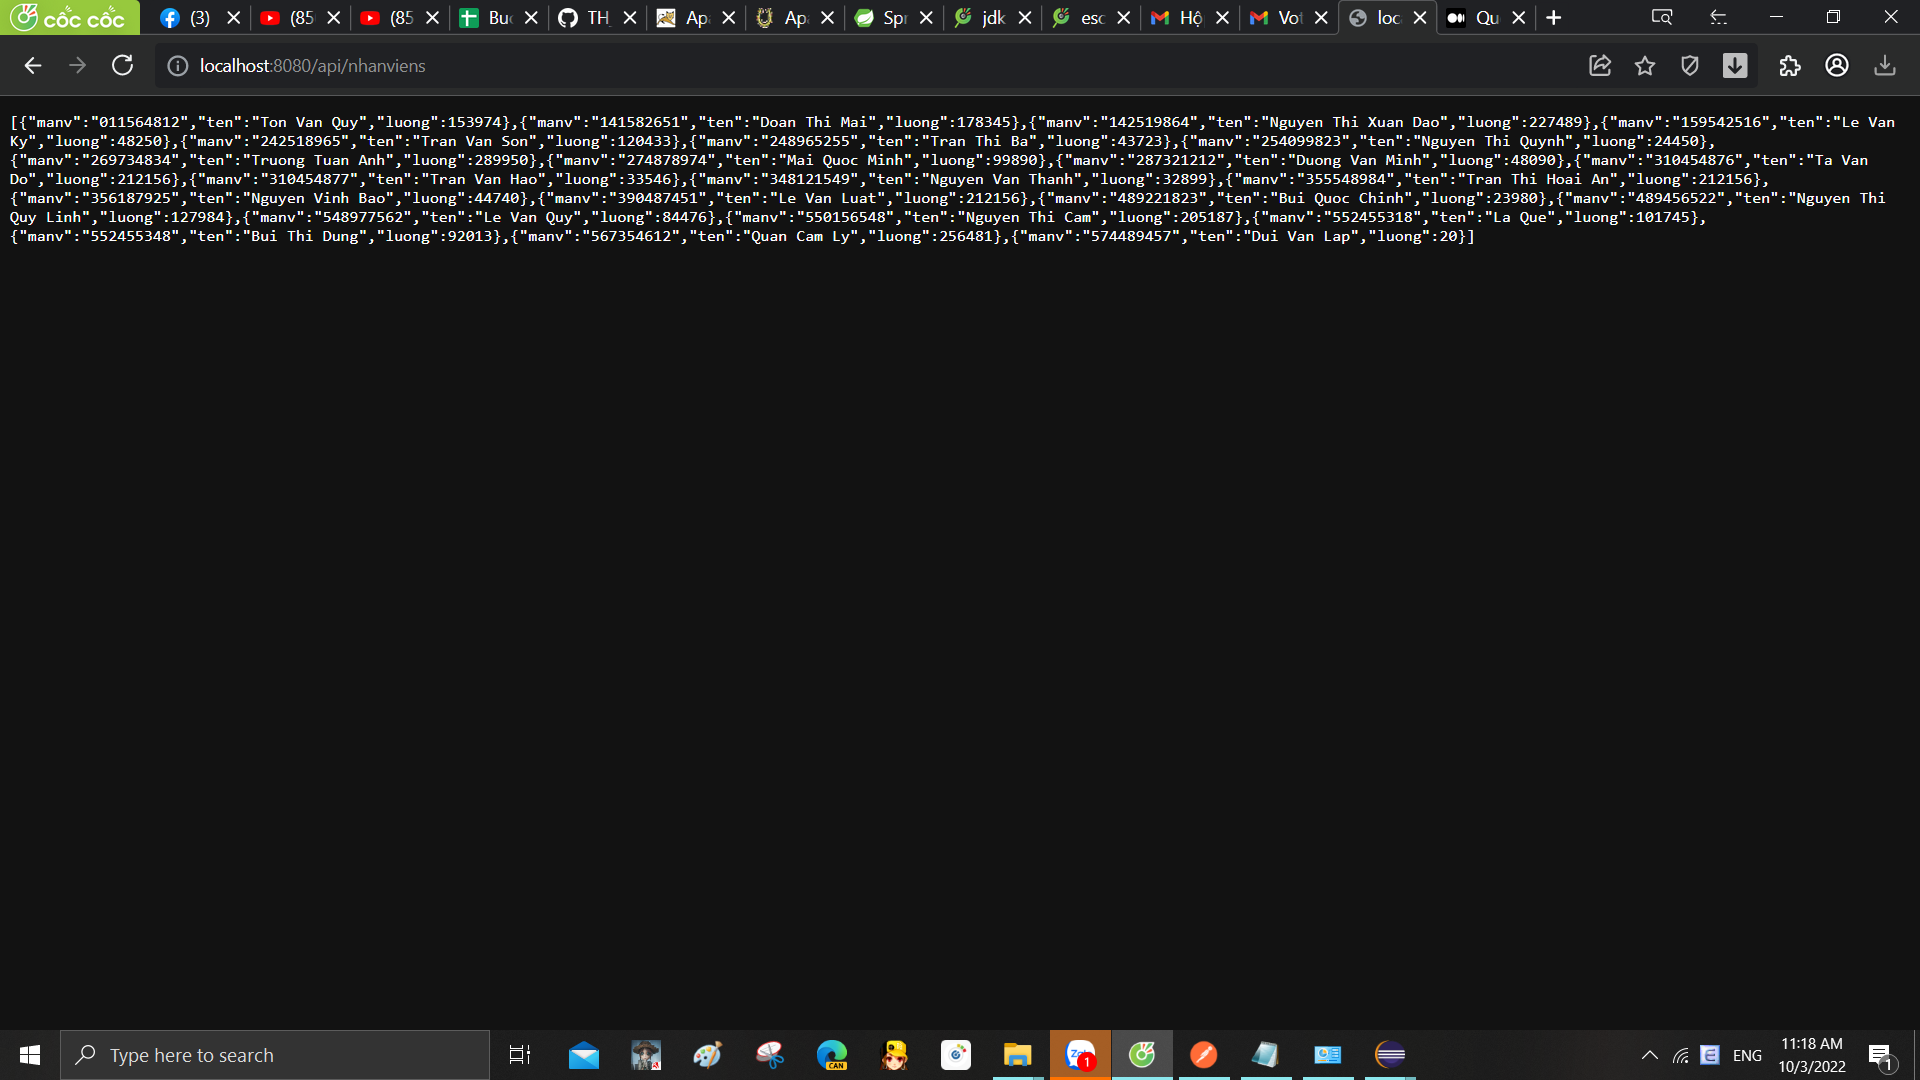 cốc cốc
(3)
(85
(85
Buc
TH_
Apa
Apa
Spr
jdk
esc
Hộ
Vot
loc
Qu
localhost:8080/api/nhanviens
[{"manv":"011564812","ten":"Ton Van Quy","luong":153974},{"manv":"141582651","ten":"Doan Thi Mai","luong":178345},{"manv":"142519864","ten":"Nguyen Thi Xuan Dao","luong":227489},{"manv":"159542516","ten":"Le Van
Ky","luong":48250},{"manv":"242518965","ten":"Tran Van Son","luong":120433},{"manv":"248965255","ten":"Tran Thi Ba","luong":43723},{"manv":"254099823","ten":"Nguyen Thi Quynh","luong":24450},
{"manv":"269734834","ten":"Truong Tuan Anh","luong":289950},{"manv":"274878974","ten":"Mai Quoc Minh","luong":99890},{"manv":"287321212","ten":"Duong Van Minh","luong":48090},{"manv":"310454876","ten":"Ta Van
Do","luong":212156},{"manv":"310454877","ten":"Tran Van Hao","luong":33546},{"manv":"348121549","ten":"Nguyen Van Thanh","luong":32899},{"manv":"355548984","ten":"Tran Thi Hoai An","luong":212156},
{"manv":"356187925","ten":"Nguyen Vinh Bao","luong":44740},{"manv":"390487451","ten":"Le Van Luat","luong":212156},{"manv":"489221823","ten":"Bui Quoc Chinh","luong":23980},{"manv":"489456522","ten":"Nguyen Thi
Quy Linh","luong":127984},{"manv":"548977562","ten":"Le Van Quy","luong":84476},{"manv":"550156548","ten":"Nguyen Thi Cam","luong":205187},{"manv":"552455318","ten":"La Que","luong":101745},
{"manv":"552455348","ten":"Bui Thi Dung","luong":92013},{"manv":"567354612","ten":"Quan Cam Ly","luong":256481},{"manv":"574489457","ten":"Dui Van Lap","luong":20}]
Type here to search
CAN
1
ENG
11:18 AM
10/3/2022
1